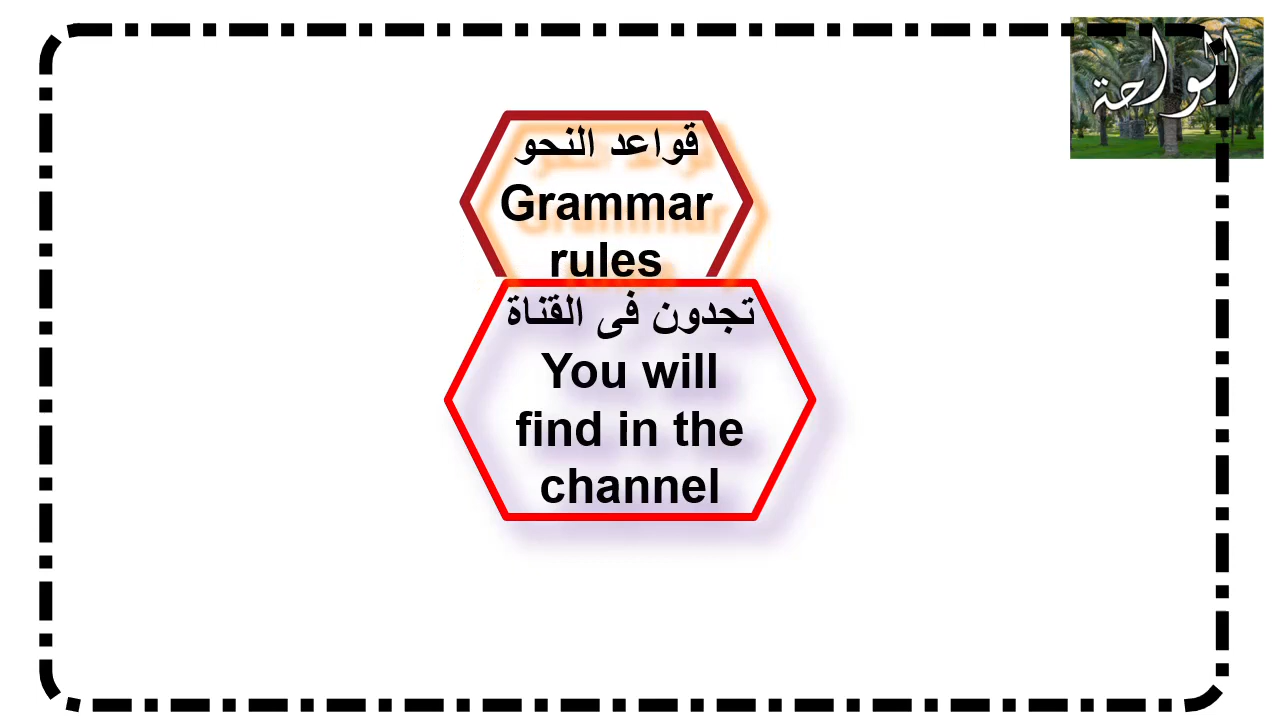 الواحة
قواعد النحو
Grammar
rules
تجدون فى القناة
You will
find in the
channel